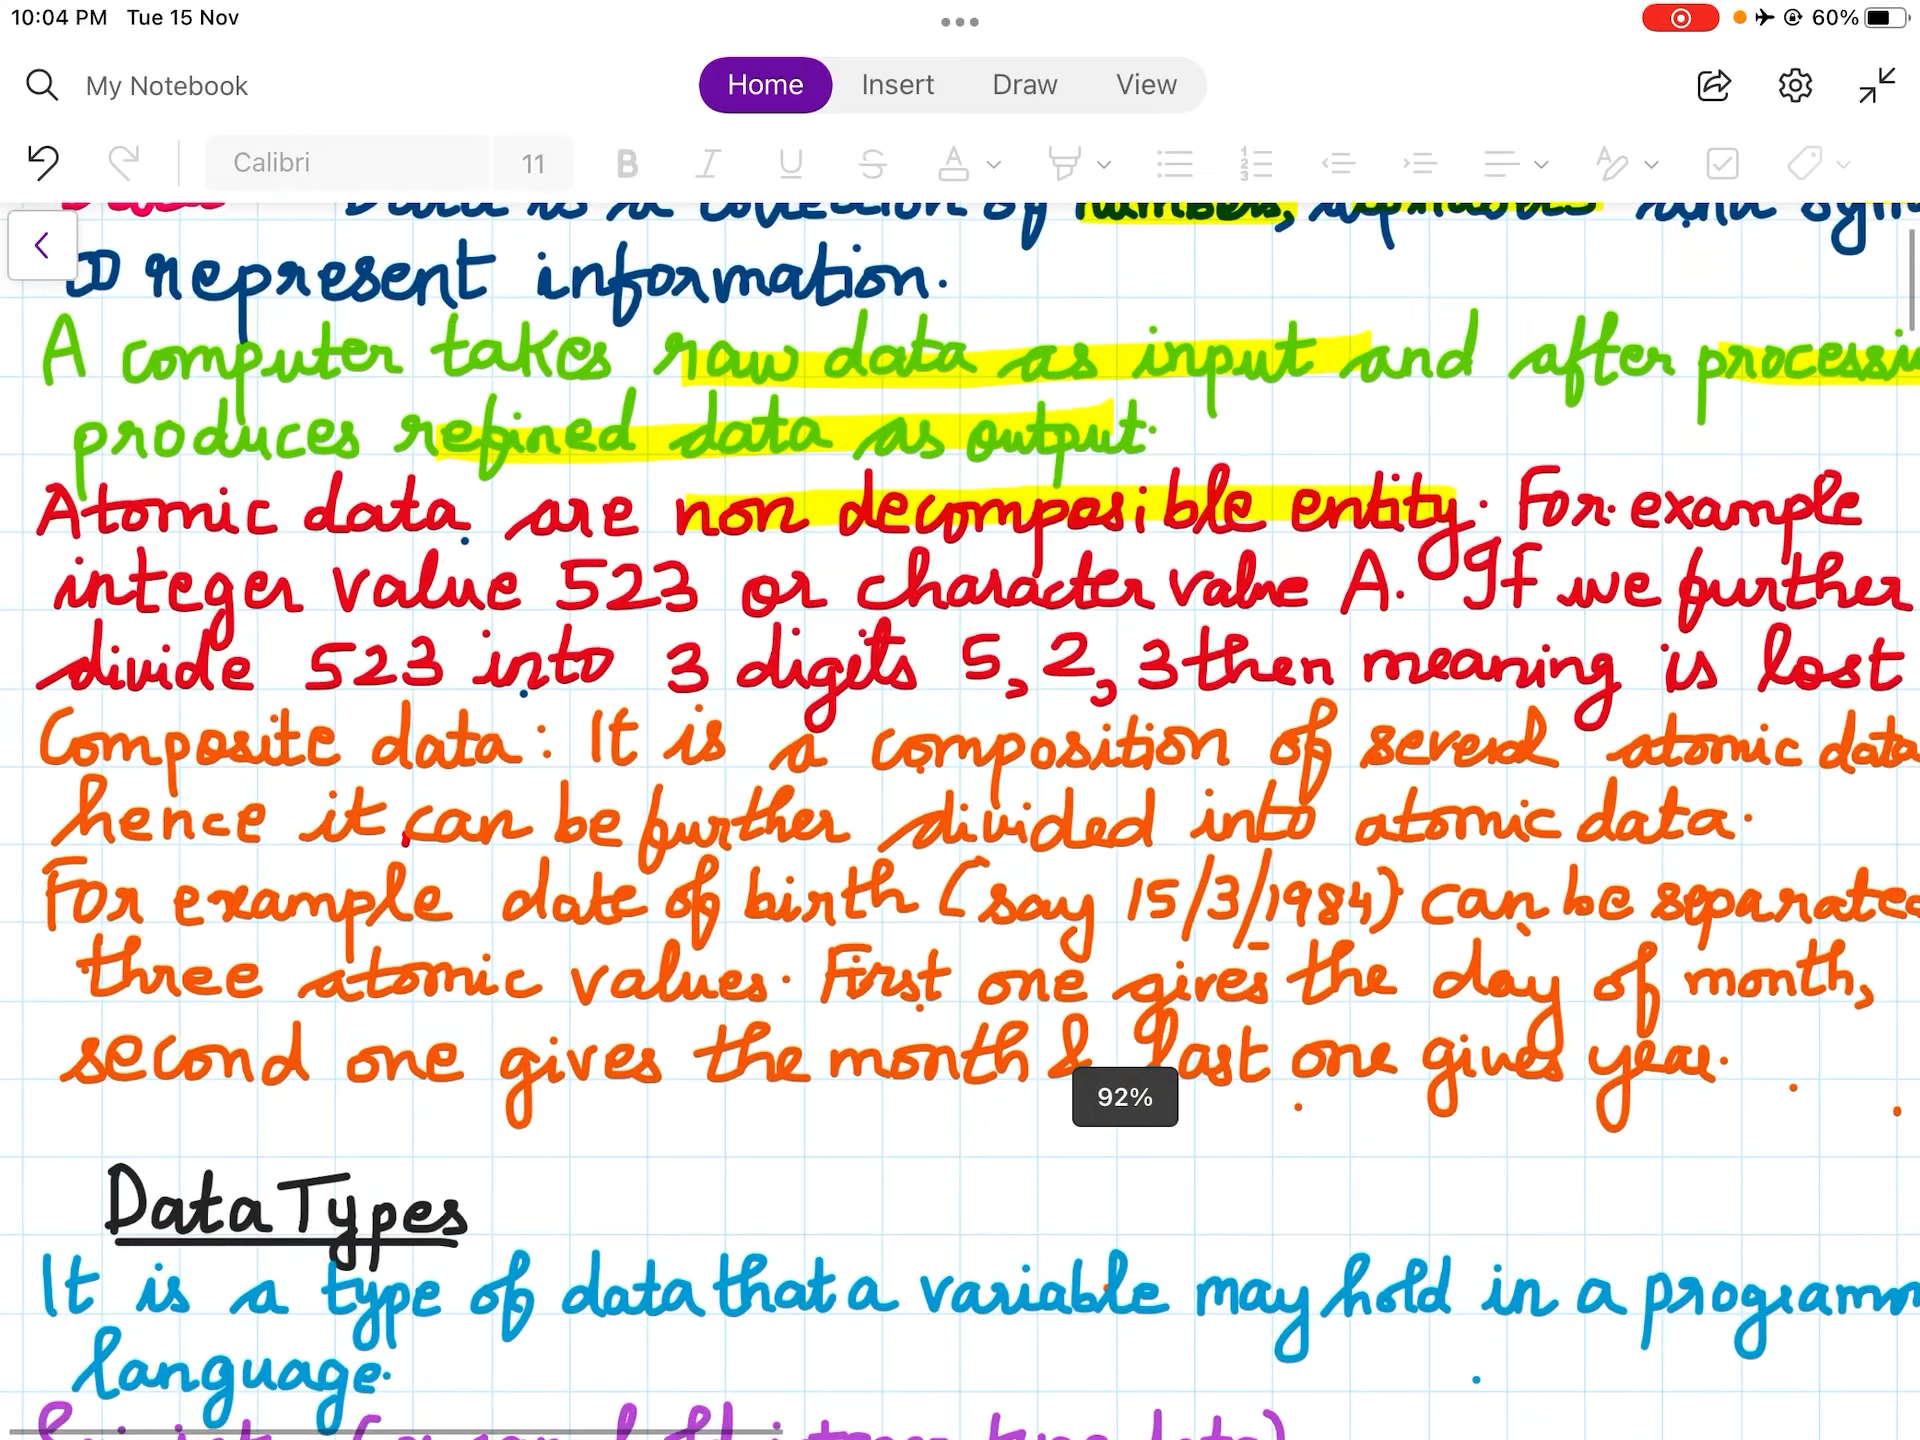 10:04 PM Tue 15 Nov
60%
My Notebook
Home Insert Draw View
Calibri 11 B I U S A
Data is a collection of numbers, and
represent information.
A computer takes raw data as input and after
produces refined data as output.
Atomic data are non decomposible entity. For example
integer value 523 or character value A. If we further
divide 523 into 3 digits 5, 2, 3 then meaning is lost
Composite data: It is a composition of several atomic data
hence it can be further divided into atomic data.
For example date of birth (say 15/3/1984) can be separated
three atomic values. First one gives the day of month,
second one gives the month & last one gives year.
92%
Data Types
It is a type of data that a variable may hold in a
language.